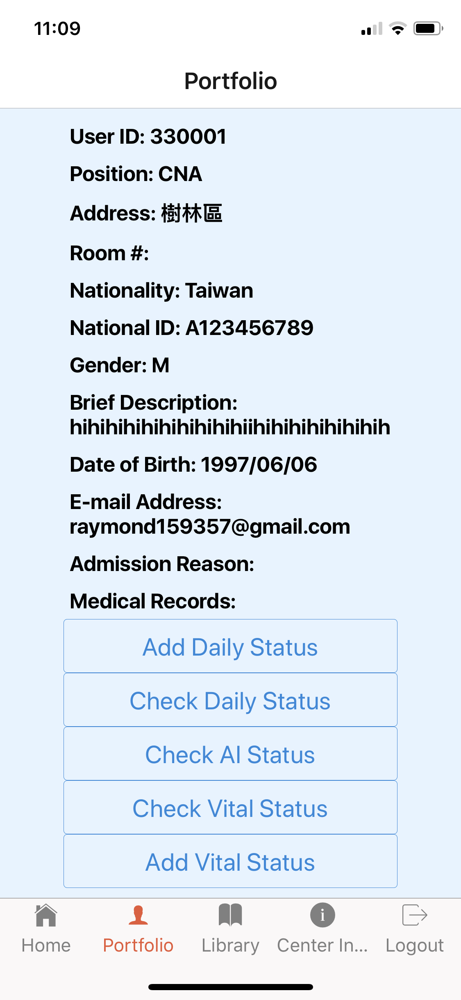 11:09
Portfolio
User ID: 330001
Position: CNA
Address: 樹林區
Room #:
Nationality: Taiwan
National ID: A123456789
Gender: M
Brief Description:
hihihihihihihihihihiihihihihihihihihih
Date of Birth: 1997/06/06
E-mail Address:
raymond159357@gmail.com
Admission Reason:
Medical Records:
Add Daily Status
Check Daily Status
Check AI Status
Check Vital Status
Add Vital Status
Home Portfolio Library Center In... Logout